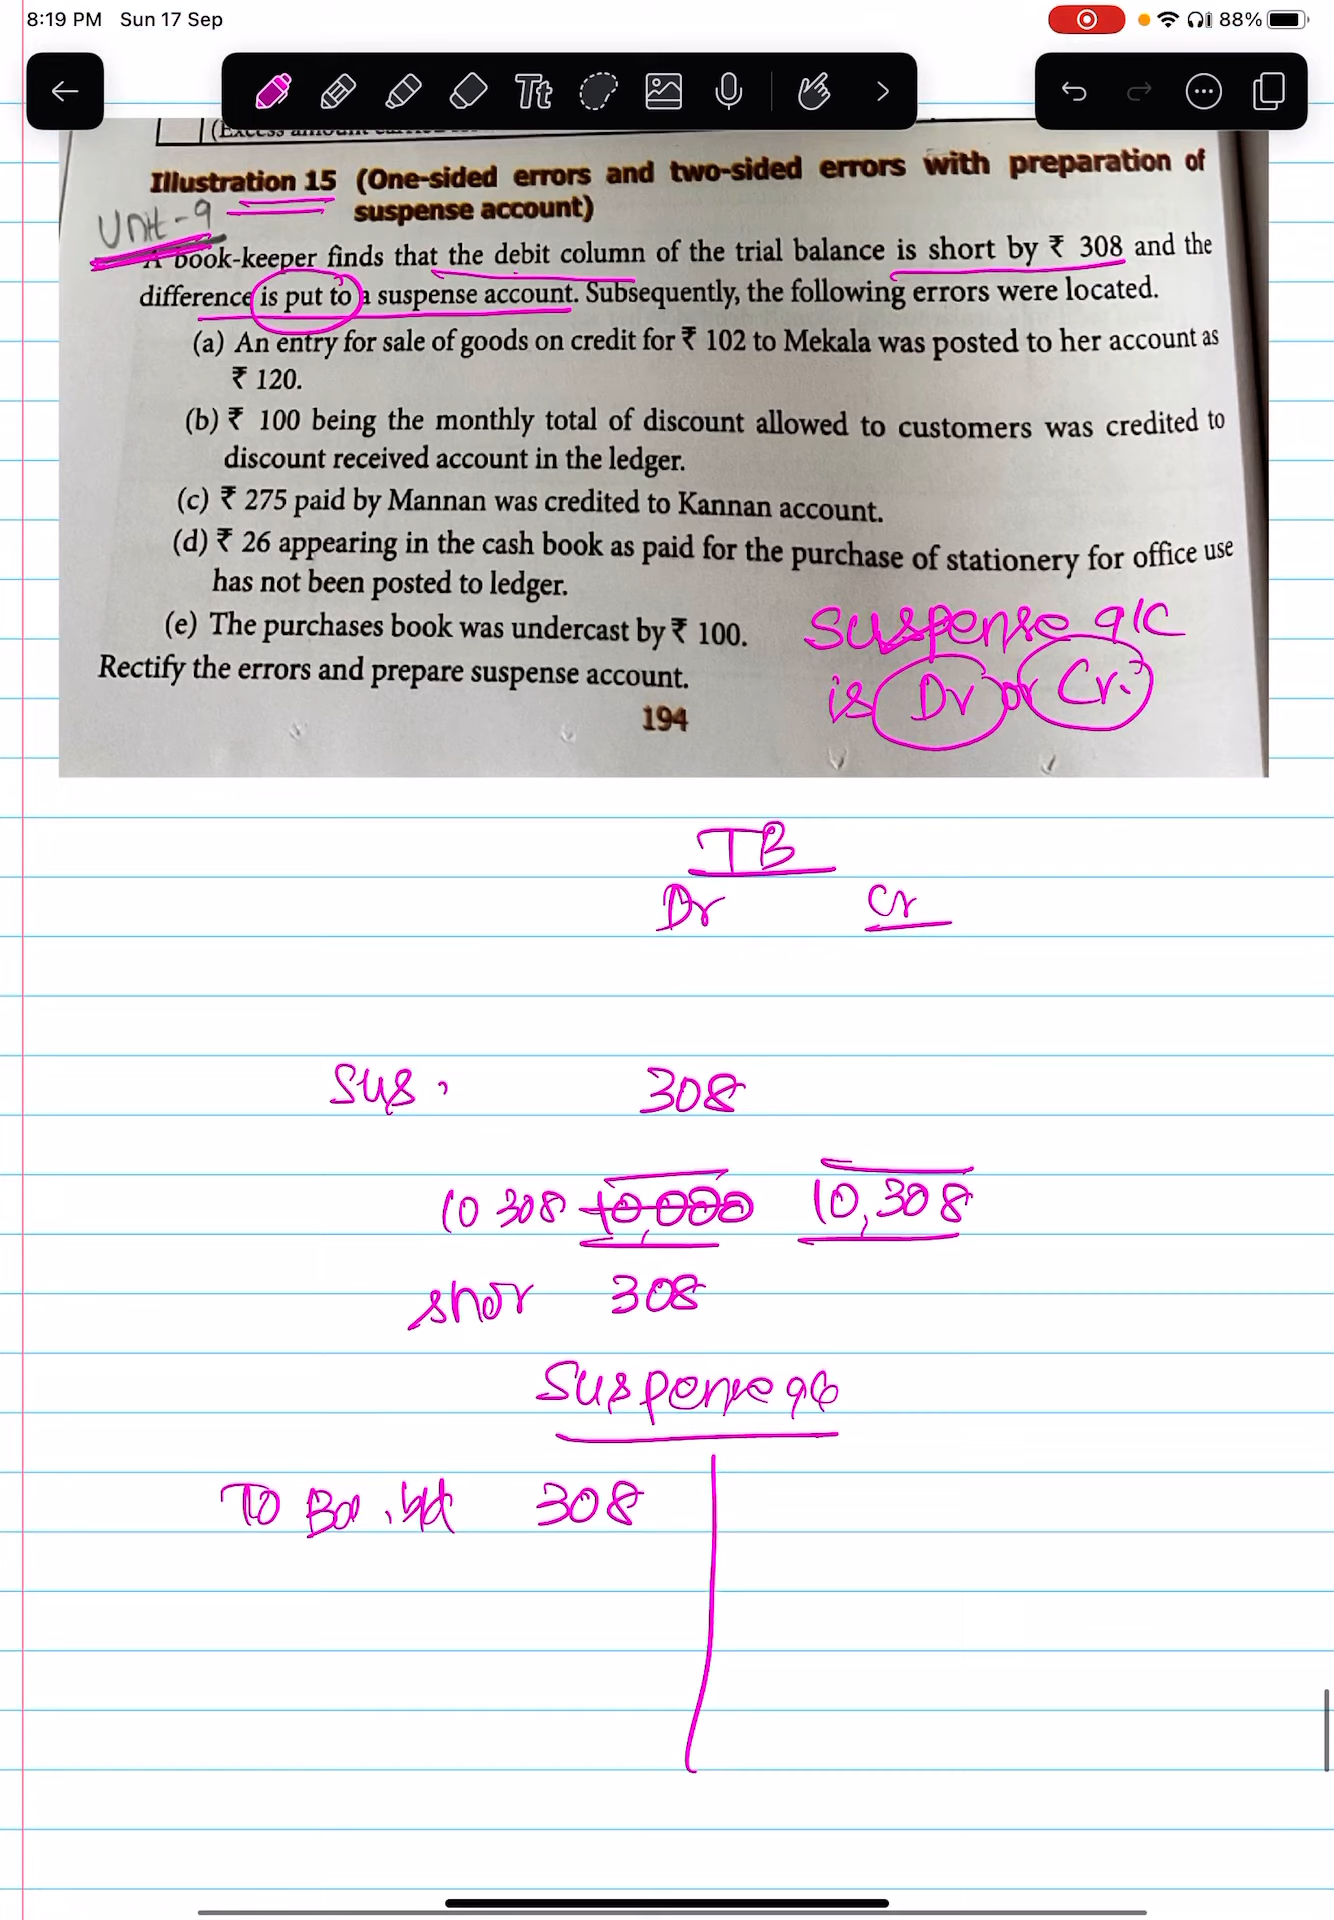 8:19 PM Sun 17 Sep
88%
Tt
Illustration 15 (One-sided errors and two-sided errors with preparation of
suspense account)
Unit-9
A book-keeper finds that the debit column of the trial balance is short by ₹ 308 and the
difference is put to a suspense account. Subsequently, the following errors were located.
(a) An entry for sale of goods on credit for ₹ 102 to Mekala was posted to her account as
₹ 120.
(b) ₹ 100 being the monthly total of discount allowed to customers was credited to
discount received account in the ledger.
(c) ₹ 275 paid by Mannan was credited to Kannan account.
(d) ₹ 26 appearing in the cash book as paid for the purchase of stationery for office use
has not been posted to ledger.
(e) The purchases book was undercast by ₹ 100.
Rectify the errors and prepare suspense account.
194
Suspense a/c
is Dr or Cr.
TB
Dr Cr
Sus. 308
10 308 10,000 10,308
shor 308
Suspense a/c
To Bal. b/d 308